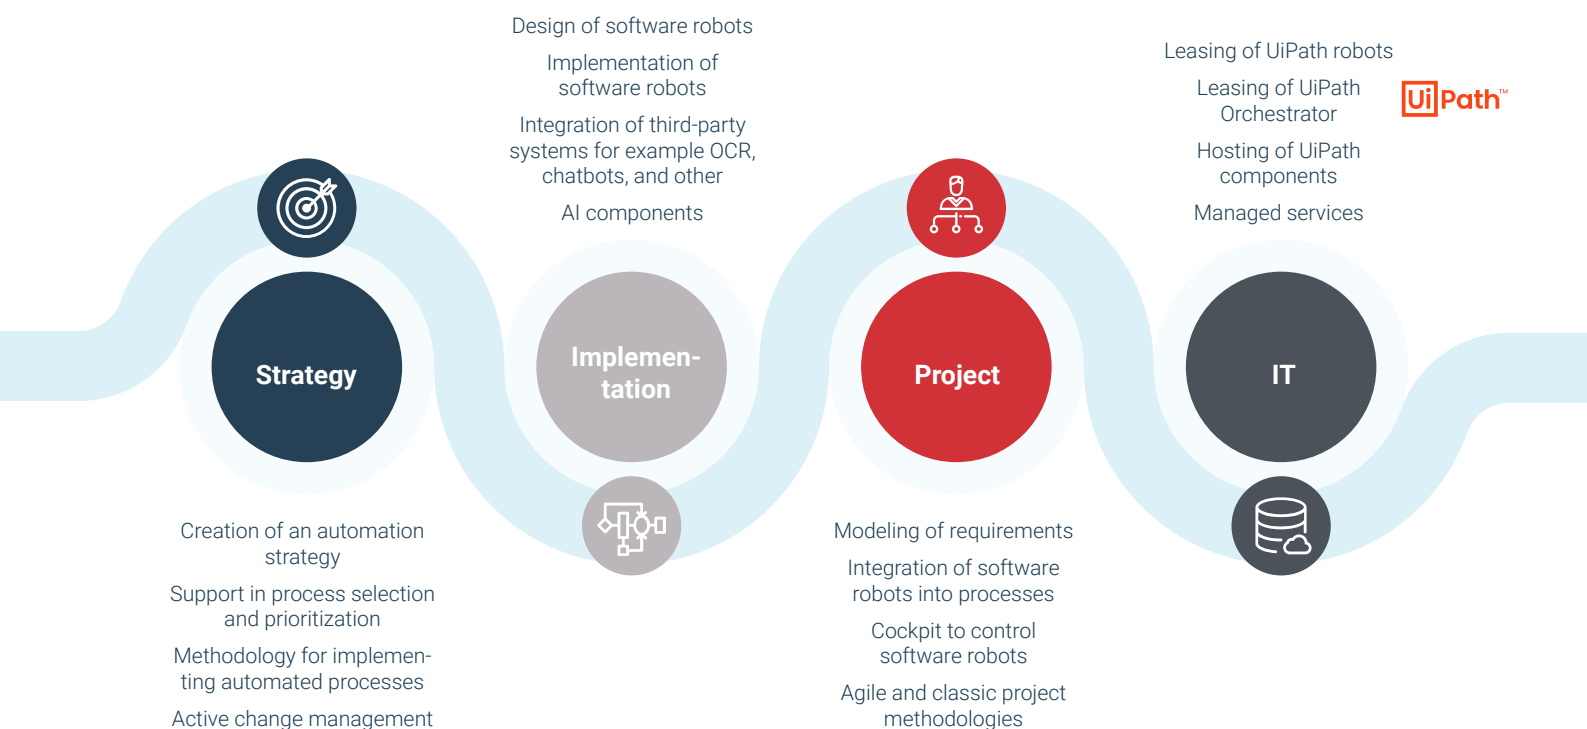 Design of software robots
Implementation of
software robots
Integration of third-party
systems for example OCR,
chatbots, and other
AI components
Leasing of UiPath robots
Leasing of UiPath
Orchestrator
Hosting of UiPath
components
Managed services
Ui Path™
Strategy
Implemen-
tation
Project
IT
Creation of an automation
strategy
Support in process selection
and prioritization
Methodology for implemen-
ting automated processes
Active change management
Modeling of requirements
Integration of software
robots into processes
Cockpit to control
software robots
Agile and classic project
methodologies